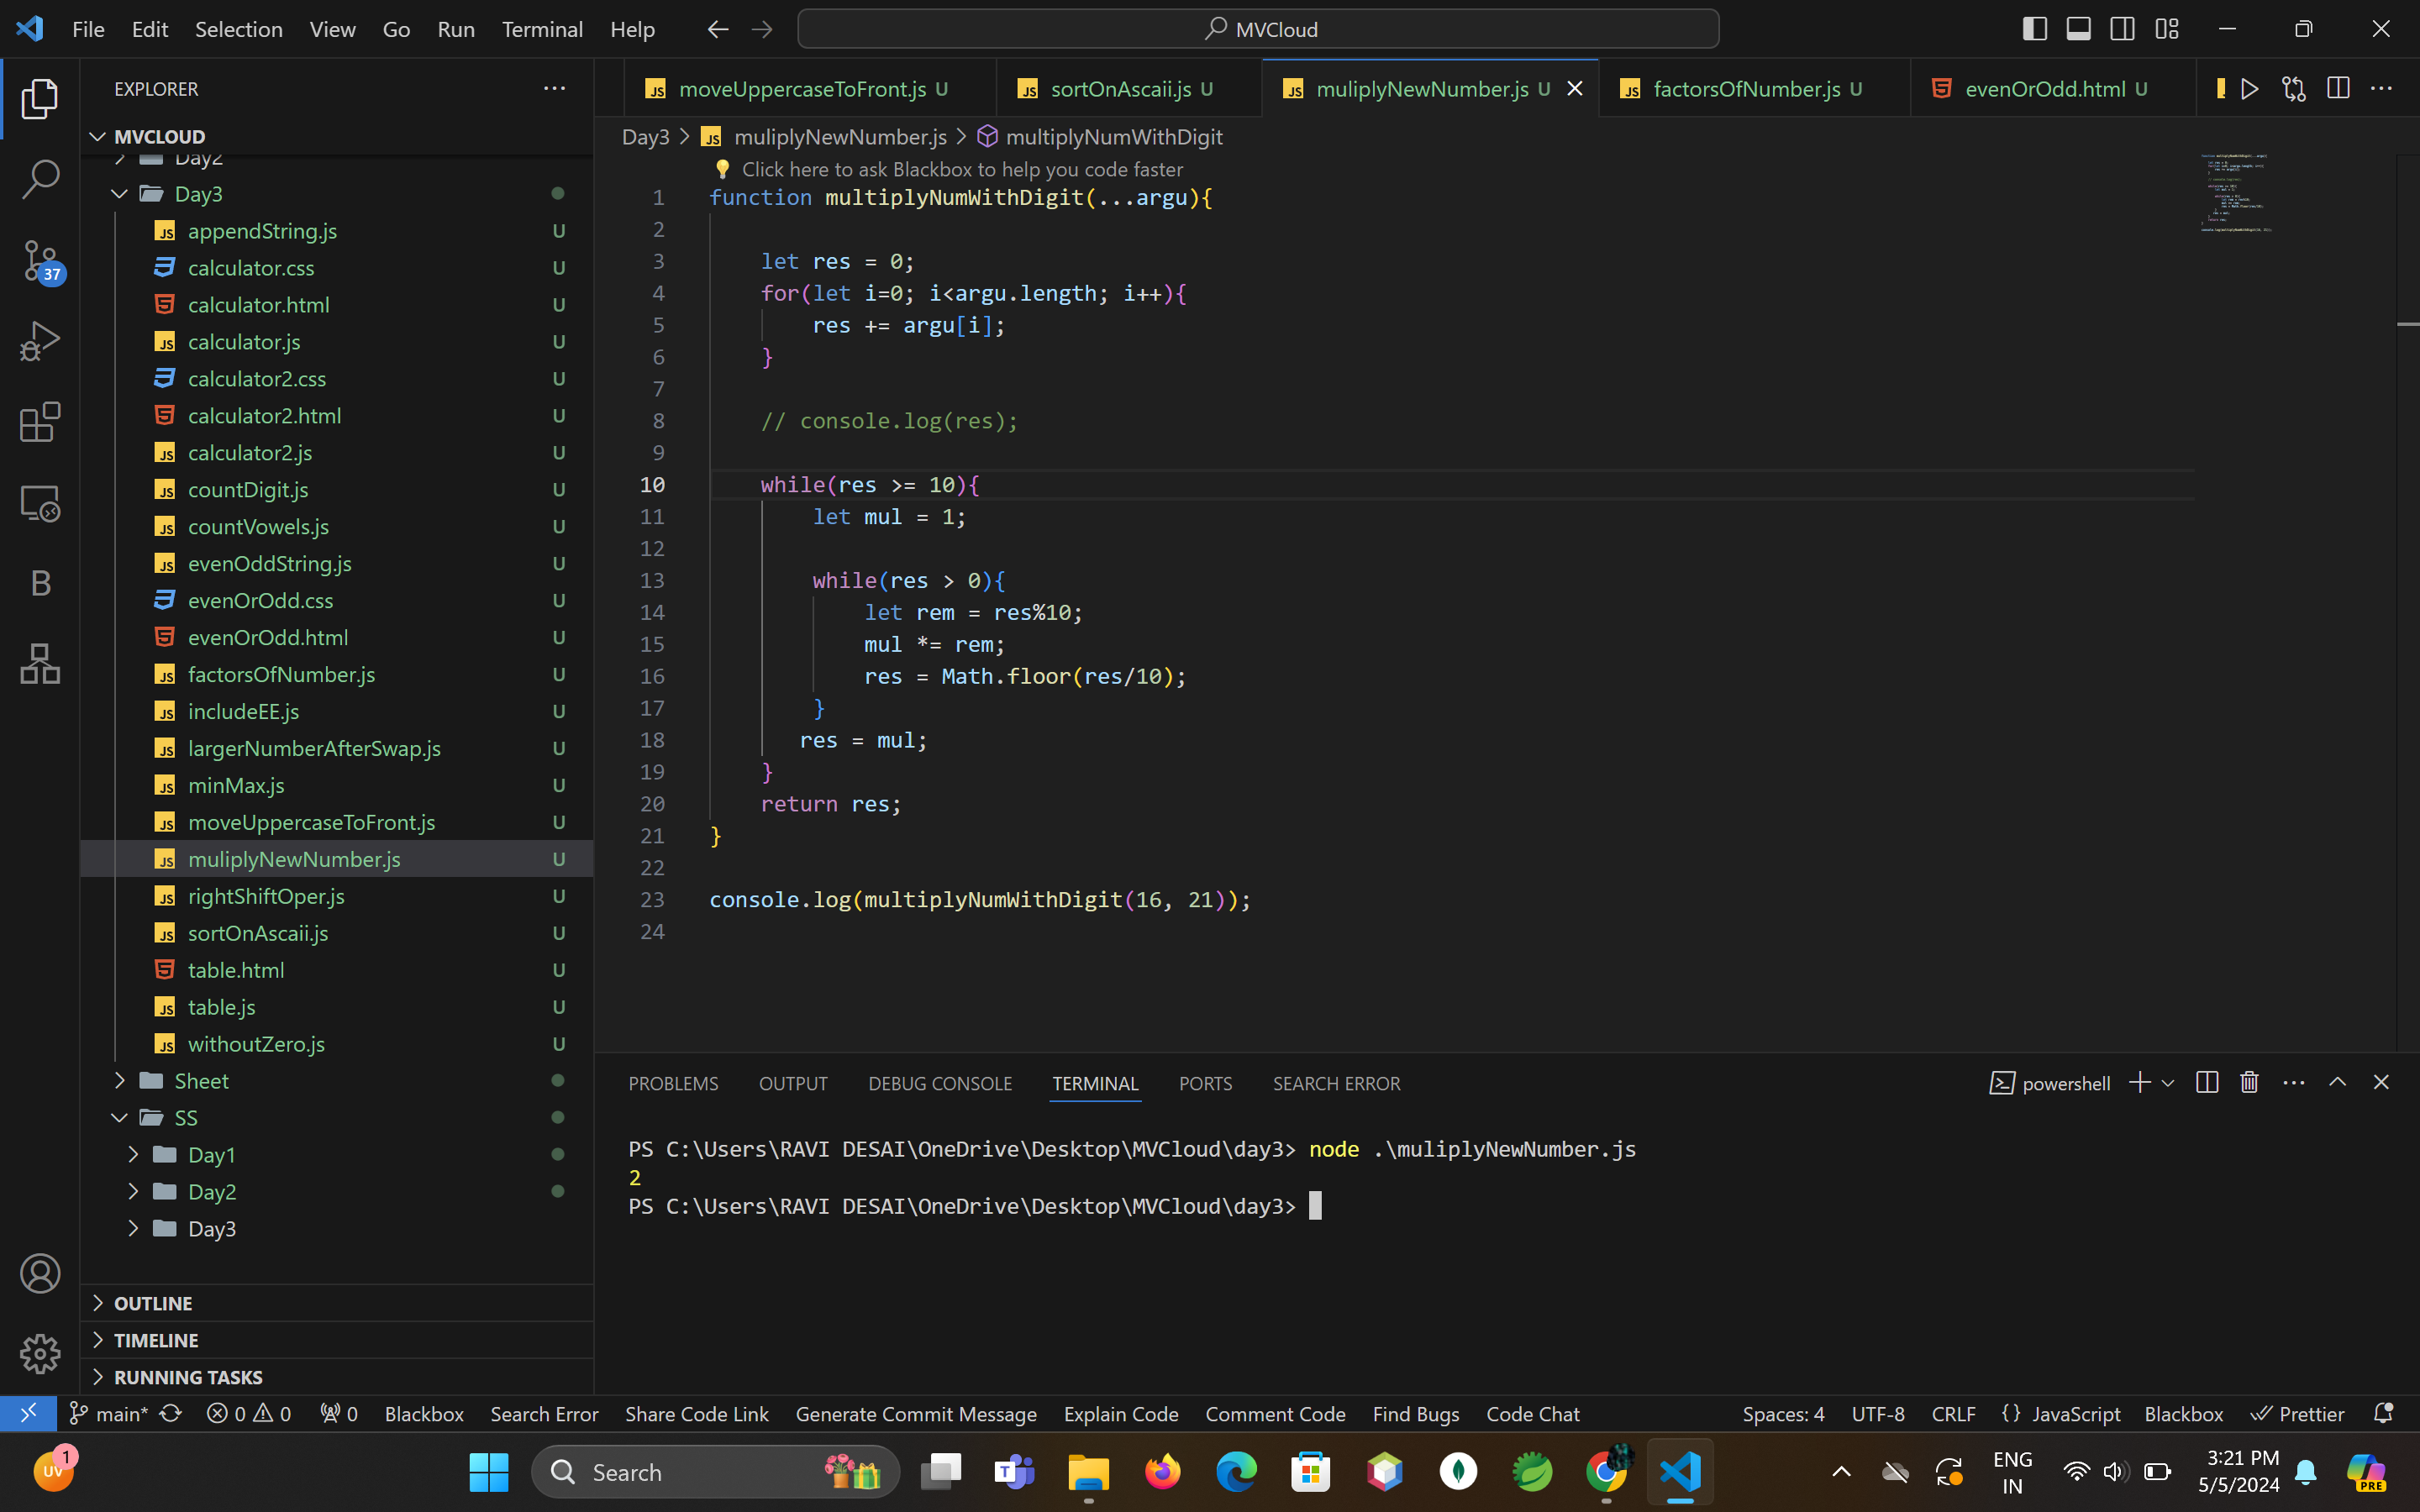 File Edit Selection View Go Run Terminal Help
MVCloud
EXPLORER
MVCLOUD
Day2
Day3
appendString.js U
calculator.css U
calculator.html U
calculator.js U
calculator2.css U
calculator2.html U
calculator2.js U
countDigit.js U
countVowels.js U
evenOddString.js U
evenOrOdd.css U
evenOrOdd.html U
factorsOfNumber.js U
includeEE.js U
largerNumberAfterSwap.js U
minMax.js U
moveUppercaseToFront.js U
muliplyNewNumber.js U
rightShiftOper.js U
sortOnAscaii.js U
table.html U
table.js U
withoutZero.js U
Sheet
SS
Day1
Day2
Day3
OUTLINE
TIMELINE
RUNNING TASKS
37
B
moveUppercaseToFront.js U
sortOnAscaii.js U
muliplyNewNumber.js U
factorsOfNumber.js U
evenOrOdd.html U
Day3 > JS muliplyNewNumber.js > multiplyNumWithDigit
Click here to ask Blackbox to help you code faster
1 function multiplyNumWithDigit(...argu){
2
3 let res = 0;
4 for(let i=0; i<argu.length; i++){
5 res += argu[i];
6 }
7
8 // console.log(res);
9
10 while(res >= 10){
11 let mul = 1;
12
13 while(res > 0){
14 let rem = res%10;
15 mul *= rem;
16 res = Math.floor(res/10);
17 }
18 res = mul;
19 }
20 return res;
21 }
22
23 console.log(multiplyNumWithDigit(16, 21));
24
PROBLEMS OUTPUT DEBUG CONSOLE TERMINAL PORTS SEARCH ERROR
powershell
PS C:\Users\RAVI DESAI\OneDrive\Desktop\MVCloud\day3> node .\muliplyNewNumber.js
2
PS C:\Users\RAVI DESAI\OneDrive\Desktop\MVCloud\day3>
main* 0 0 0 Blackbox Search Error Share Code Link Generate Commit Message Explain Code Comment Code Find Bugs Code Chat
Spaces: 4 UTF-8 CRLF {} JavaScript Blackbox Prettier
UV 1
Search
ENG
IN
3:21 PM
5/5/2024
PRE